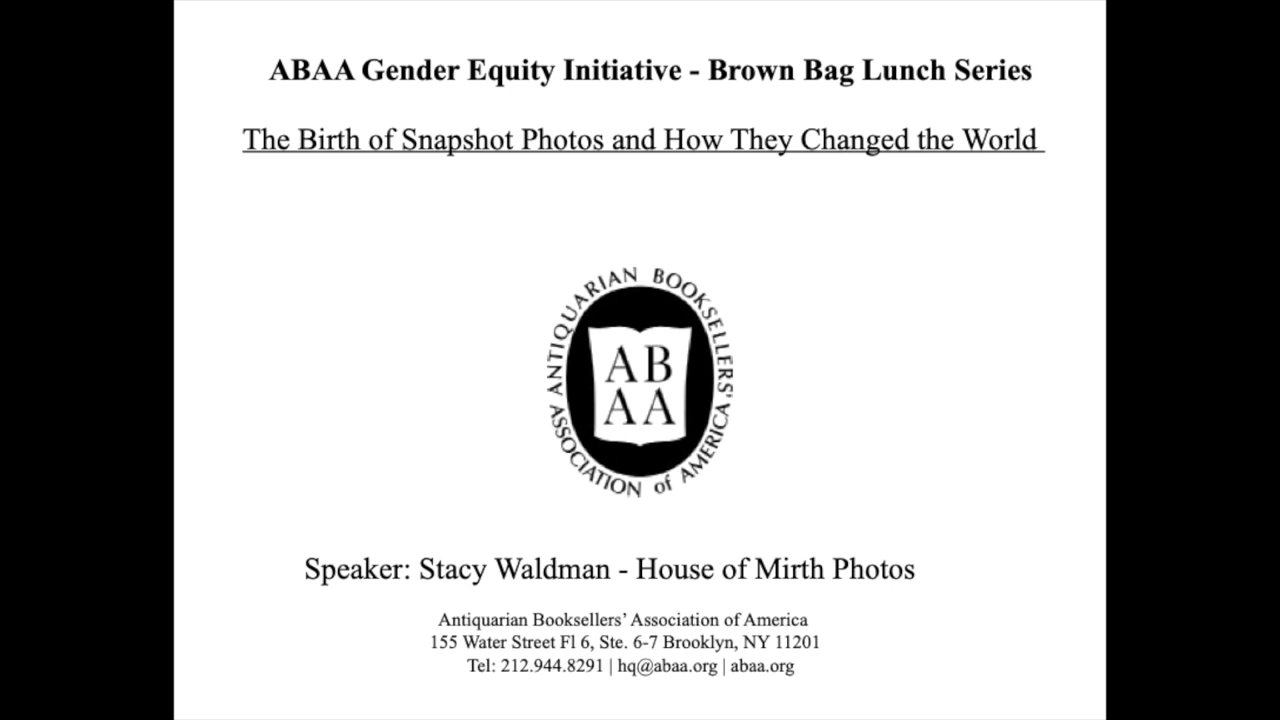 ABAA Gender Equity Initiative - Brown Bag Lunch Series
The Birth of Snapshot Photos and How They Changed the World
ANTIQUARIAN BOOKSELLERS'
AB
AA
ASSOCIATION of AMERICA
Speaker: Stacy Waldman - House of Mirth Photos
Antiquarian Booksellers’ Association of America
155 Water Street Fl 6, Ste. 6-7 Brooklyn, NY 11201
Tel: 212.944.8291 | hq@abaa.org | abaa.org